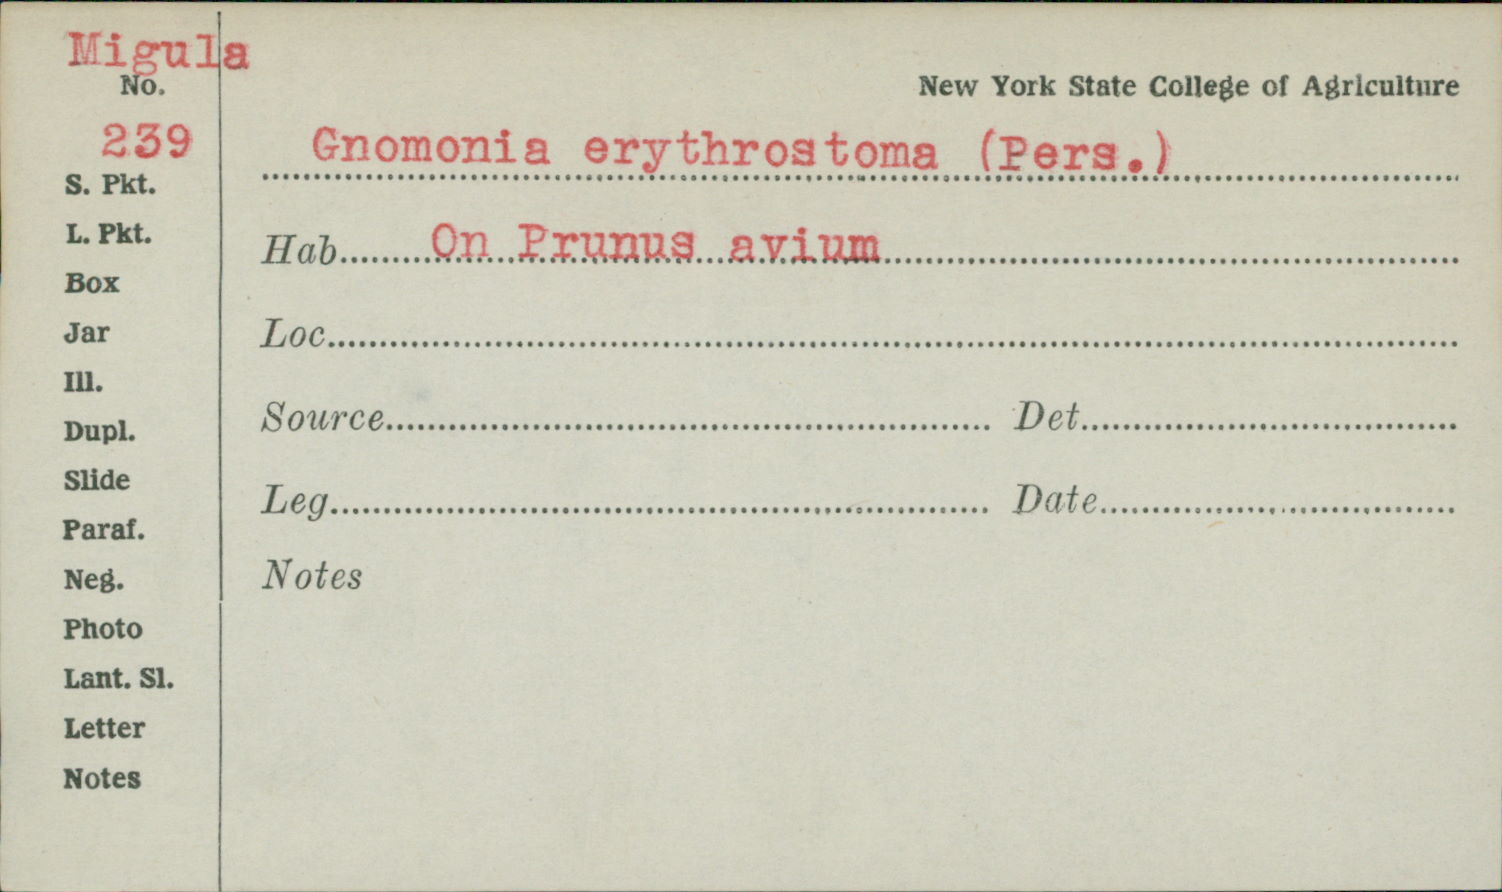 Migula
No.
New York State College of Agriculture
239
Gnomonia erythrostoma (Pers.)
S. Pkt.
L. Pkt.
Hab. On Prunus avium
Box
Jar
Loc.
Ill.
Dupl.
Source
Det.
Slide
Leg.
Date
Paraf.
Neg.
Notes
Photo
Lant. Sl.
Letter
Notes